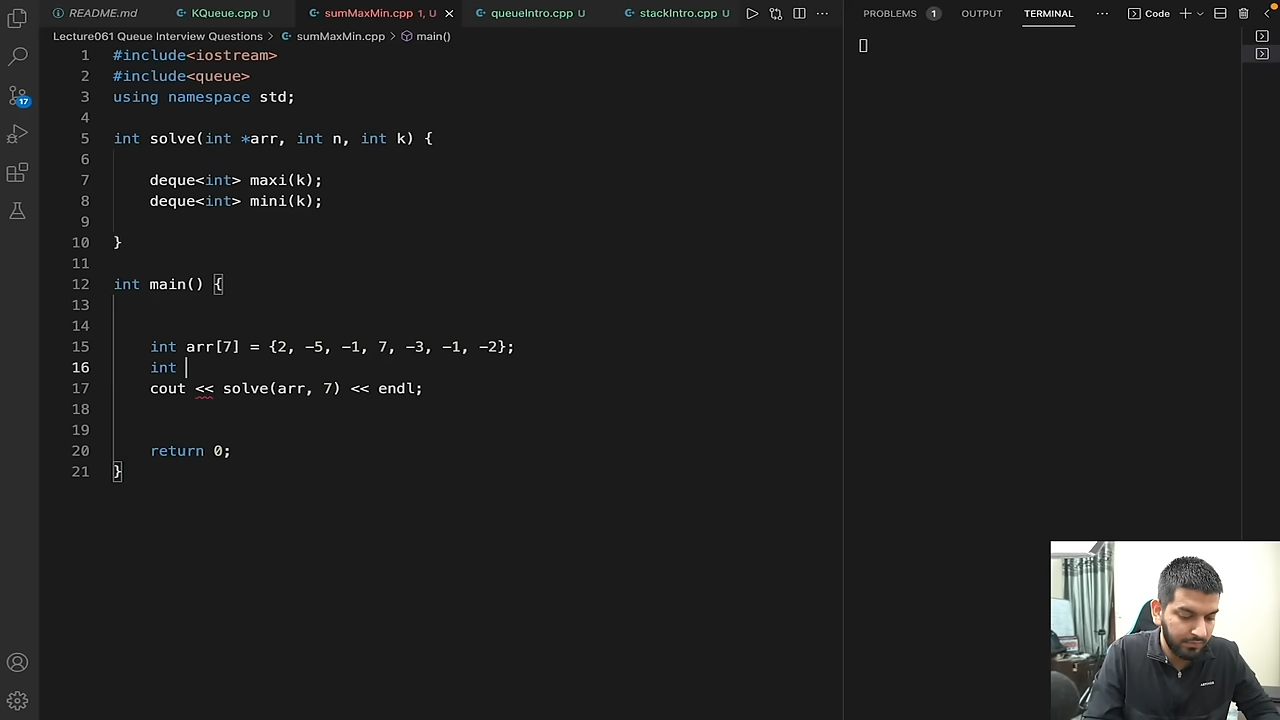 README.md
KQueue.cpp U
sumMaxMin.cpp 1, U
queueIntro.cpp U
stackIntro.cpp U
PROBLEMS 1
OUTPUT
TERMINAL
Code
17
Lecture061 Queue Interview Questions > sumMaxMin.cpp > main()
1 #include<iostream>
2 #include<queue>
3 using namespace std;
4
5 int solve(int *arr, int n, int k) {
6
7 deque<int> maxi(k);
8 deque<int> mini(k);
9
10 }
11
12 int main() {
13
14
15 int arr[7] = {2, -5, -1, 7, -3, -1, -2};
16 int
17 cout << solve(arr, 7) << endl;
18
19
20 return 0;
21 }